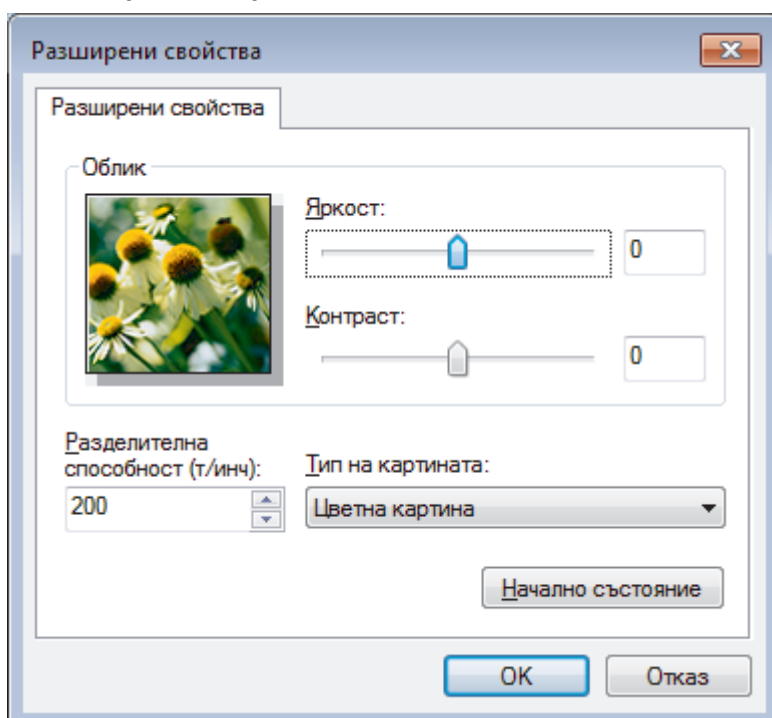 Разширени свойства
Разширени свойства
Облик
Яркост:
0
Контраст:
0
Разделителна
способност (т/инч):
200
Тип на картината:
Цветна картина
Начално състояние
OK
Отказ